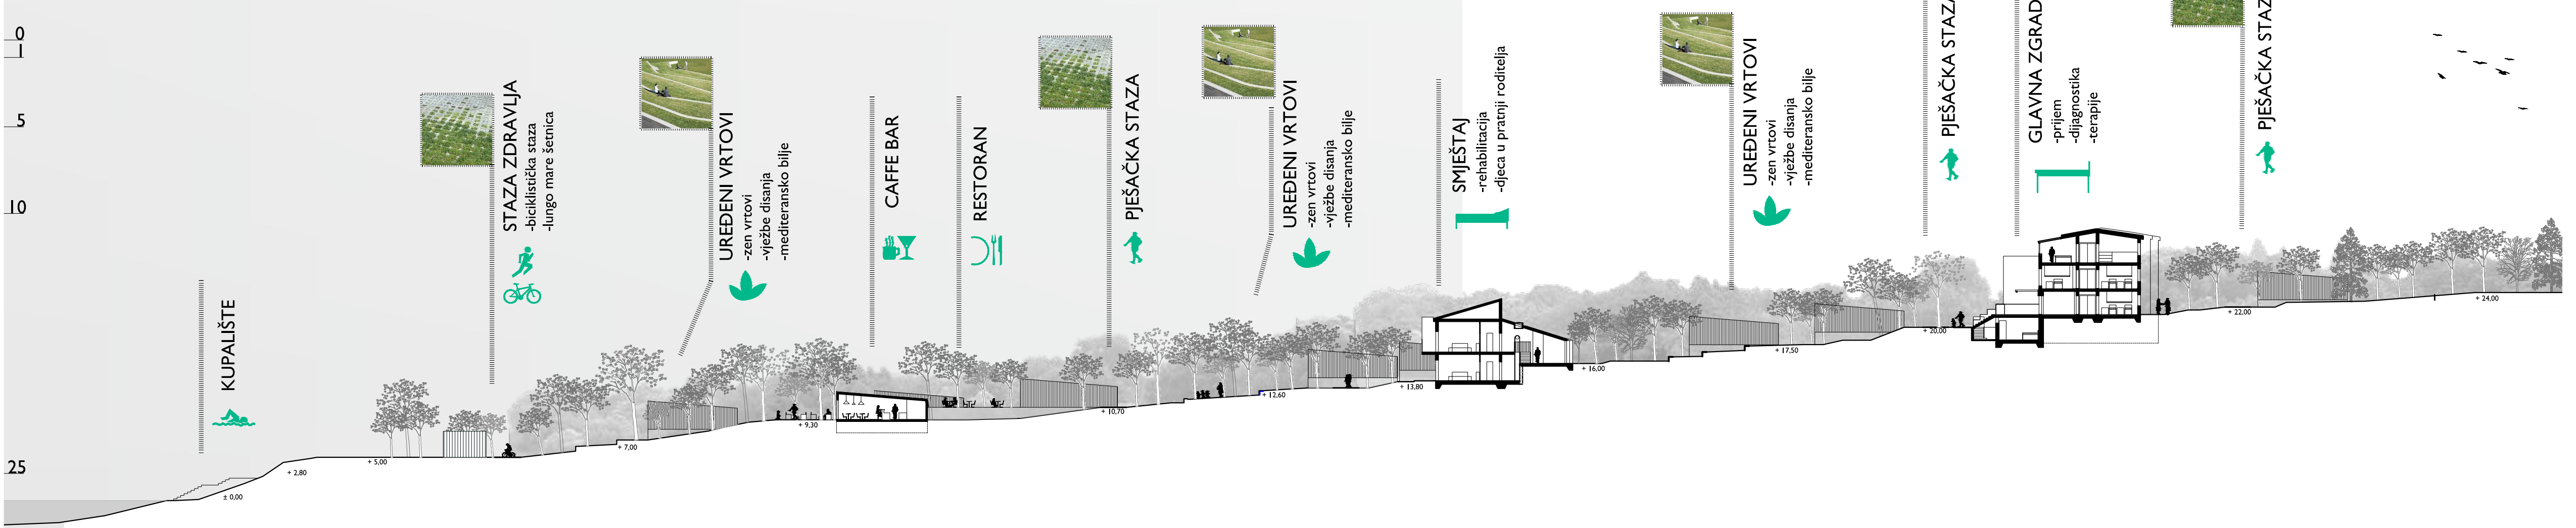 0
1
5
10
25
KUPALIŠTE
STAZA ZDRAVLJA
-biciklistička staza
-lungo mare šetnica
UREĐENI VRTOVI
-zen vrtovi
-vježbe disanja
-mediteransko bilje
CAFFE BAR
RESTORAN
PJEŠAČKA STAZA
UREĐENI VRTOVI
-zen vrtovi
-vježbe disanja
-mediteransko bilje
SMJEŠTAJ
-rehabilitacija
-djeca u pratnji roditelja
UREĐENI VRTOVI
-zen vrtovi
-vježbe disanja
-mediteransko bilje
PJEŠAČKA STAZA
GLAVNA ZGRAD
-prijem
-dijagnostika
-terapije
PJEŠAČKA STAZ
± 0,00
+ 2,80
+ 5,00
+ 7,00
+ 9,30
+ 10,70
+ 12,60
+ 13,80
+ 16,00
+ 17,50
+ 20,00
+ 22,00
+ 24,00